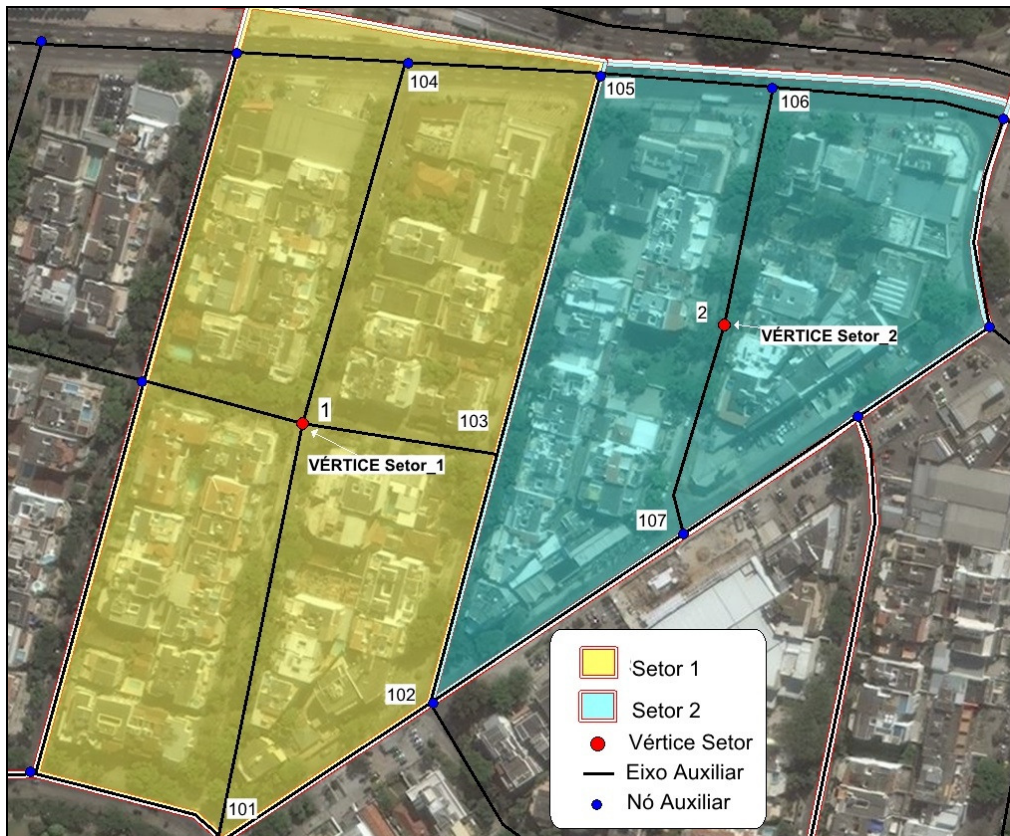 104
105
106
2
VÉRTICE Setor_2
1
103
VÉRTICE Setor_1
107
102
101
Setor 1
Setor 2
Vértice Setor
Eixo Auxiliar
Nó Auxiliar